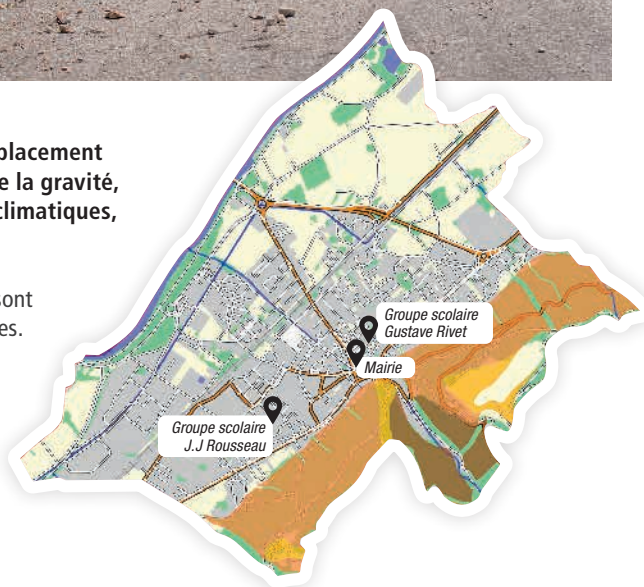 placement
e la gravité,
climatiques,
sont
es.
Groupe scolaire
Gustave Rivet
Mairie
Groupe scolaire
J.J Rousseau